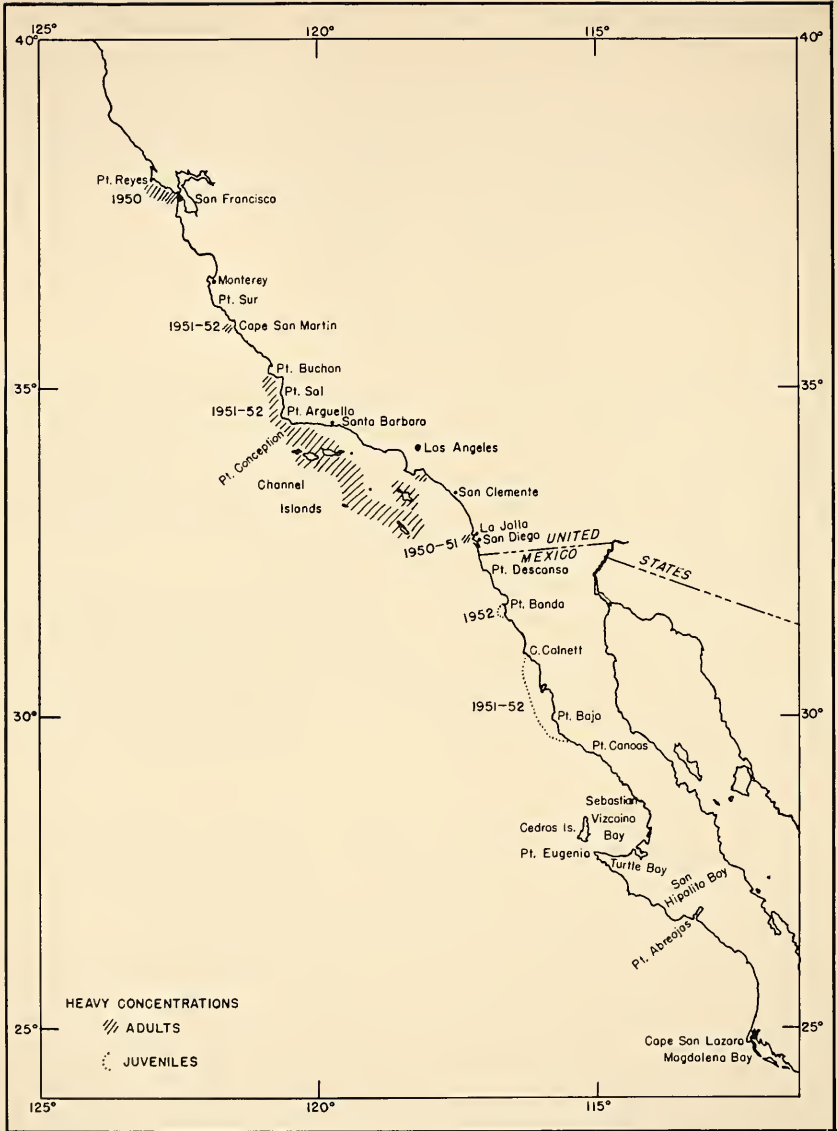 125°
120°
115°
40°
40°
Pt. Reyes
1950
San Francisco
Monterey
Pt. Sur
1951-52
Cape San Martin
Pt. Buchon
35°
35°
Pt. Sal
1951-52
Pt. Arguello
Santa Barbara
Pt. Conception
Los Angeles
Channel
Islands
San Clemente
La Jolla
1950-51
San Diego
UNITED
MEXICO
STATES
Pt. Descanso
1952
Pt. Banda
C. Colnett
1951-52
30°
30°
Pt. Bajo
Pt. Canoas
Sebastian
Vizcaino
Bay
Cedros Is.
Pt. Eugenio
Turtle Bay
San
Hipolito Bay
Pt. Abreojos
HEAVY CONCENTRATIONS
ADULTS
JUVENILES
25°
25°
Cape San Lazaro
Magdalena Bay
125°
120°
115°